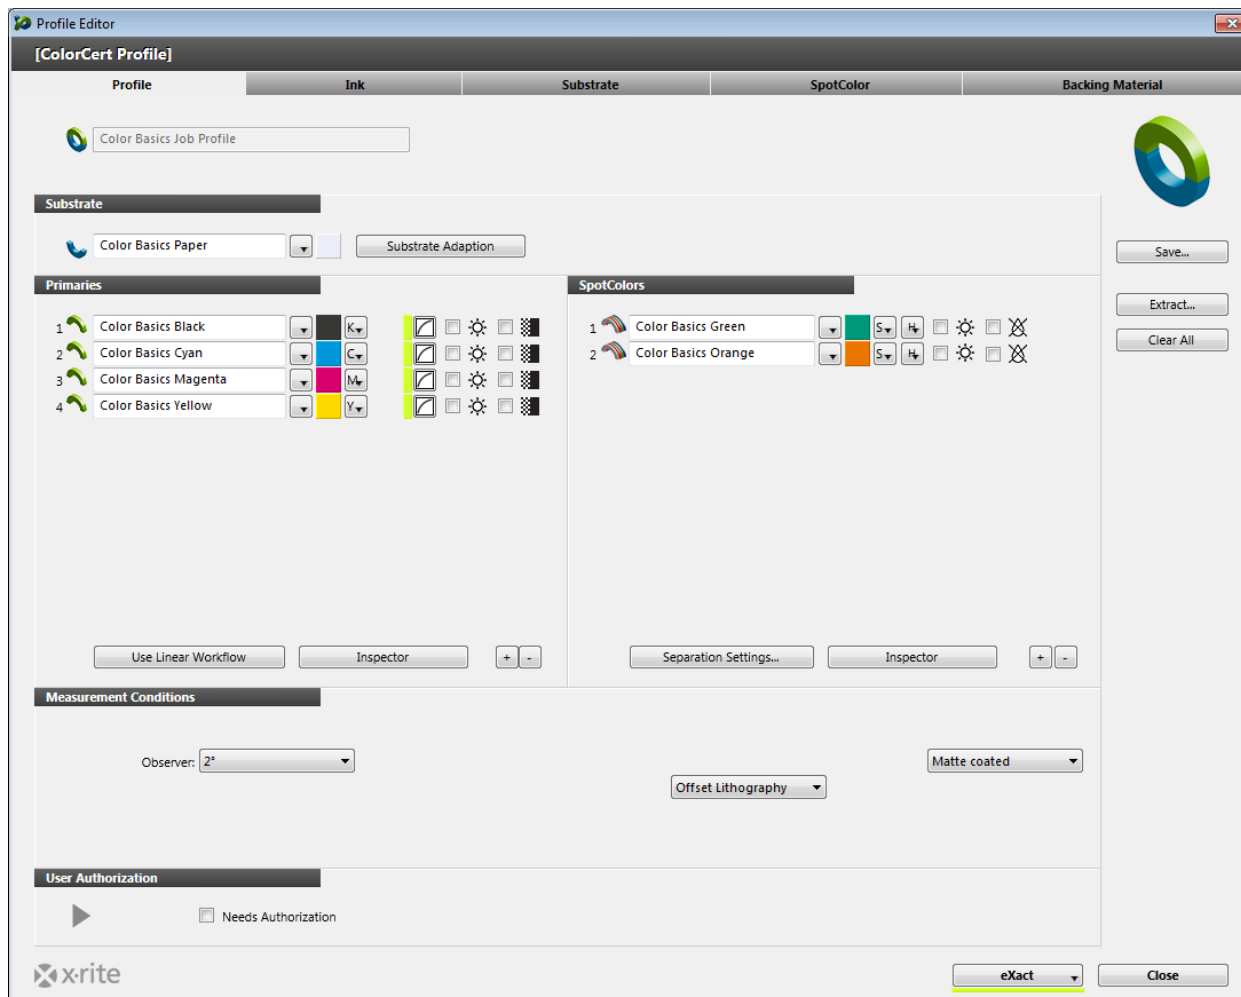 Profile Editor
[ColorCert Profile]
Profile Ink Substrate SpotColor Backing Material
Color Basics Job Profile
Substrate
Color Basics Paper Substrate Adaption
Save...
Primaries SpotColors
Extract...
1 Color Basics Black K 1 Color Basics Green S H
Clear All
2 Color Basics Cyan C 2 Color Basics Orange S H
3 Color Basics Magenta M
4 Color Basics Yellow Y
Use Linear Workflow Inspector + - Separation Settings... Inspector + -
Measurement Conditions
Observer: 2° Matte coated
Offset Lithography
User Authorization
Needs Authorization
x·rite eXact Close